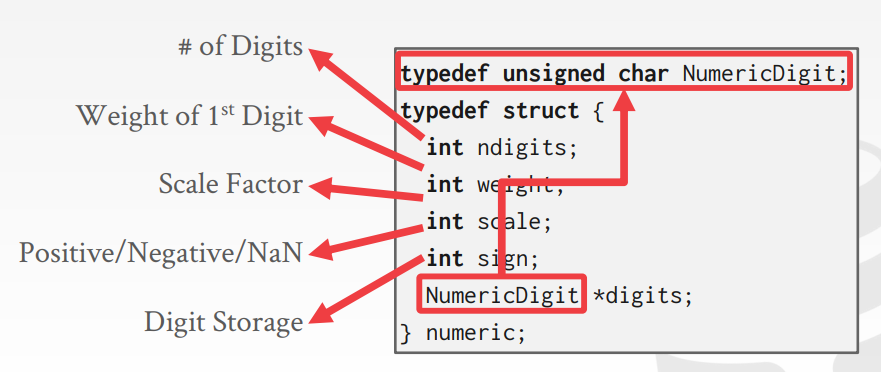 # of Digits
Weight of 1st Digit
Scale Factor
Positive/Negative/NaN
Digit Storage
typedef unsigned char NumericDigit;
typedef struct {
int ndigits;
int weight;
int scale;
int sign;
NumericDigit *digits;
} numeric;